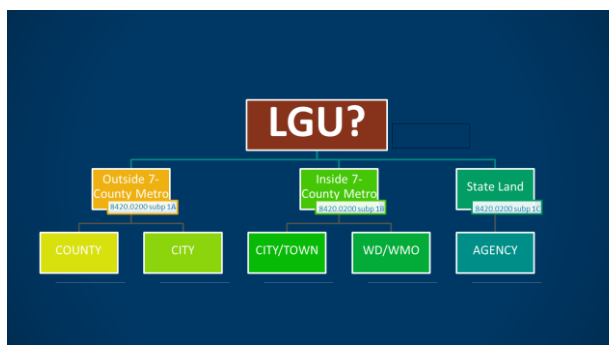 LGU?
Outside 7-
County Metro
8420.0200 subp 1A
Inside 7-
County Metro
8420.0200 subp 1B
State Land
8420.0200 subp 1C
COUNTY
CITY
CITY/TOWN
WD/WMO
AGENCY